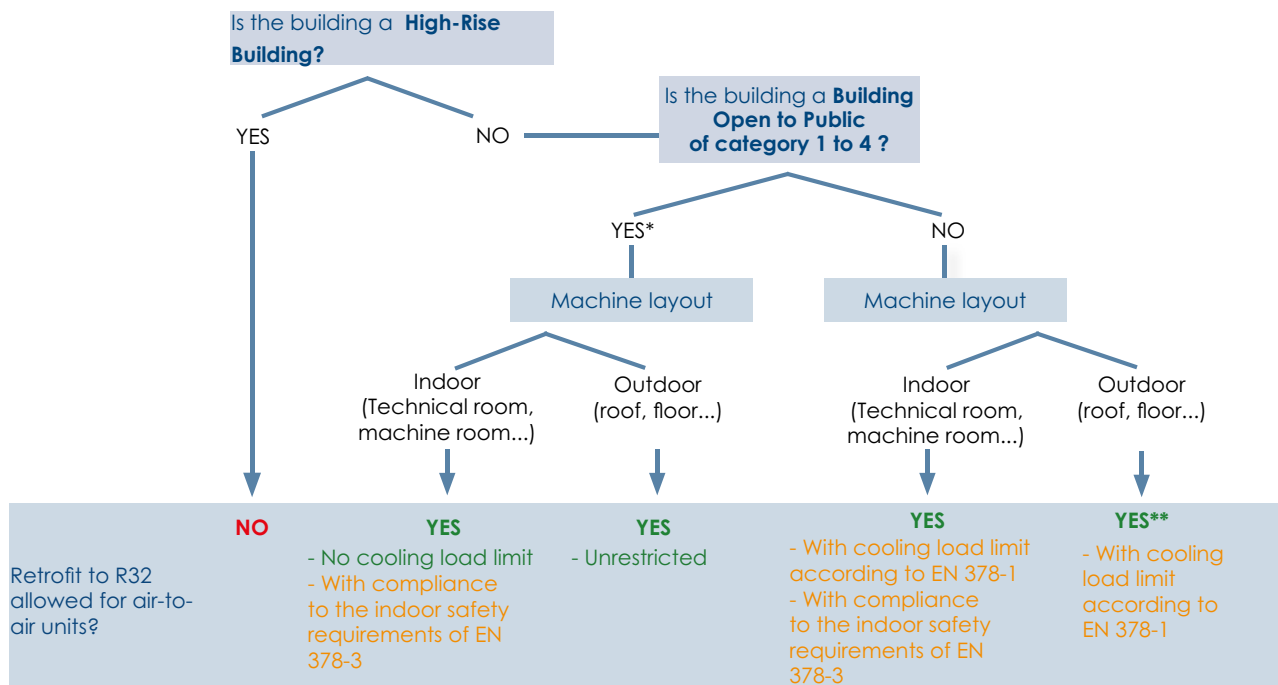 Is the building a High-Rise
Building?
Is the building a Building
Open to Public
of category 1 to 4 ?
YES
NO
YES*
NO
Machine layout
Machine layout
Indoor
(Technical room,
machine room...)
Outdoor
(roof, floor...)
Indoor
(Technical room,
machine room...)
Outdoor
(roof, floor...)
Retrofit to R32
allowed for air-to-
air units?
NO
YES
- No cooling load limit
- With compliance
to the indoor safety
requirements of EN
378-3
YES
- Unrestricted
YES
- With cooling load limit
according to EN 378-1
- With compliance
to the indoor safety
requirements of EN
378-3
YES**
- With cooling
load limit
according to
EN 378-1